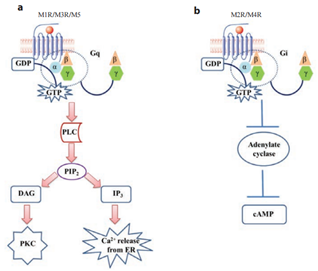 a
M1R/M3R/M5
GDP
α
β
γ
Gq
β
γ
GTP
PLC
PIP₂
DAG
IP₃
PKC
Ca²⁺ release
from ER
b
M2R/M4R
GDP
α
β
γ
Gi
β
γ
GTP
Adenylate
cyclase
cAMP